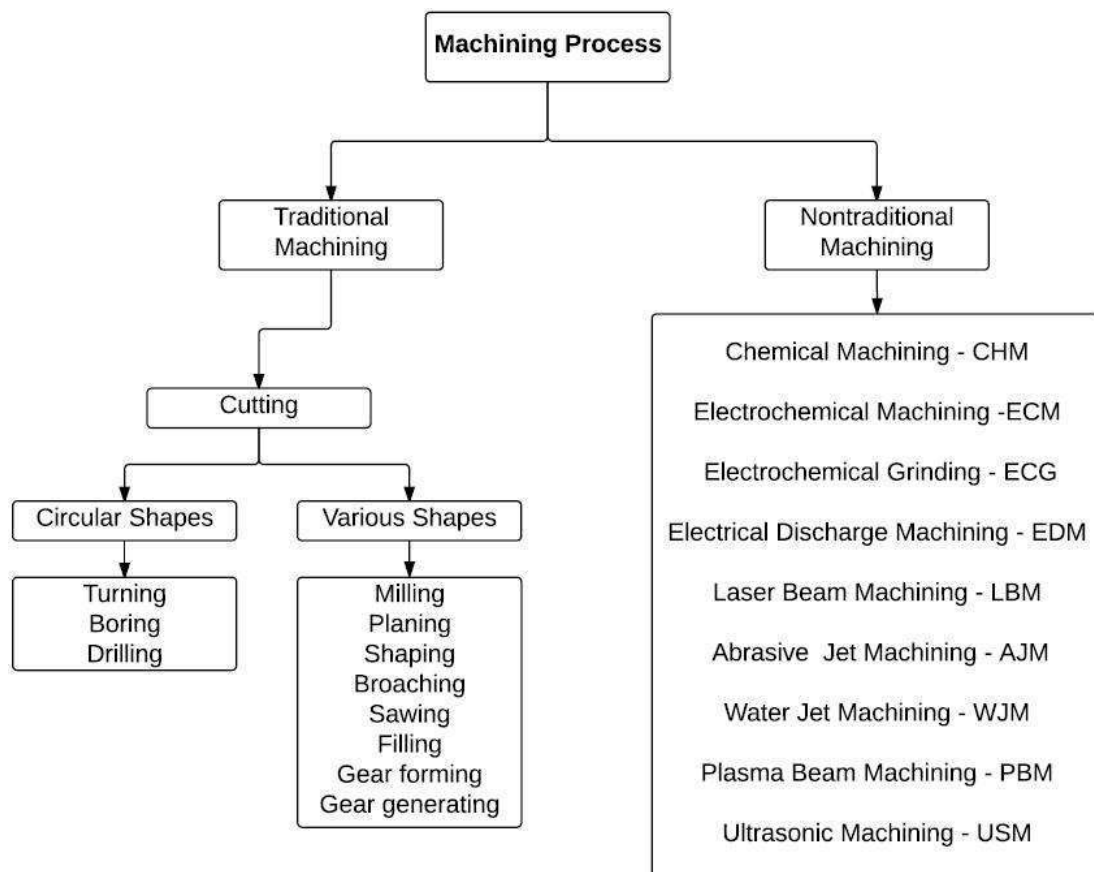 Machining Process
Traditional
Machining
Nontraditional
Machining
Cutting
Circular Shapes
Various Shapes
Turning
Boring
Drilling
Milling
Planing
Shaping
Broaching
Sawing
Filling
Gear forming
Gear generating
Chemical Machining - CHM
Electrochemical Machining -ECM
Electrochemical Grinding - ECG
Electrical Discharge Machining - EDM
Laser Beam Machining - LBM
Abrasive  Jet Machining - AJM
Water Jet Machining - WJM
Plasma Beam Machining - PBM
Ultrasonic Machining - USM